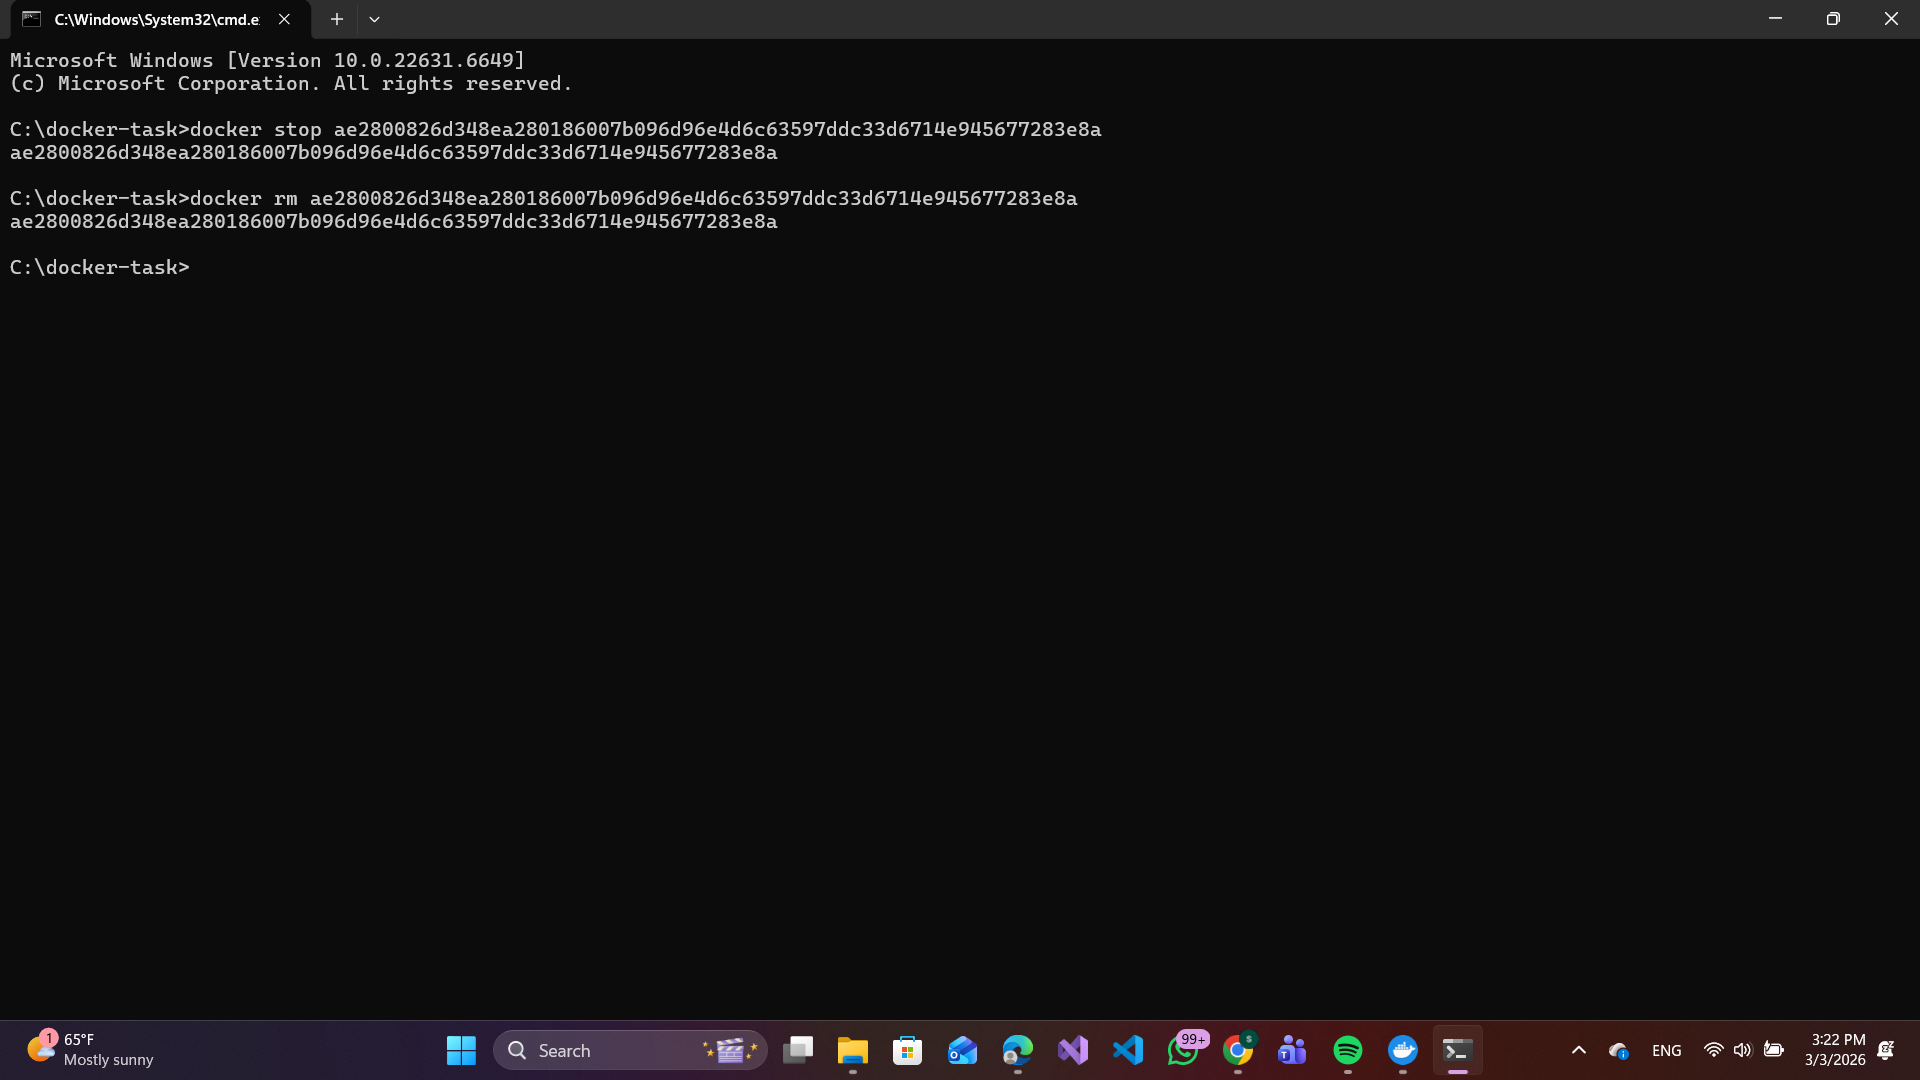 C:\Windows\System32\cmd.e
Microsoft Windows [Version 10.0.22631.6649]
(c) Microsoft Corporation. All rights reserved.
C:\docker-task>docker stop ae2800826d348ea280186007b096d96e4d6c63597ddc33d6714e945677283e8a
ae2800826d348ea280186007b096d96e4d6c63597ddc33d6714e945677283e8a
C:\docker-task>docker rm ae2800826d348ea280186007b096d96e4d6c63597ddc33d6714e945677283e8a
ae2800826d348ea280186007b096d96e4d6c63597ddc33d6714e945677283e8a
C:\docker-task>
1
65°F
Mostly sunny
Search
99+
ENG
3:22 PM
3/3/2026